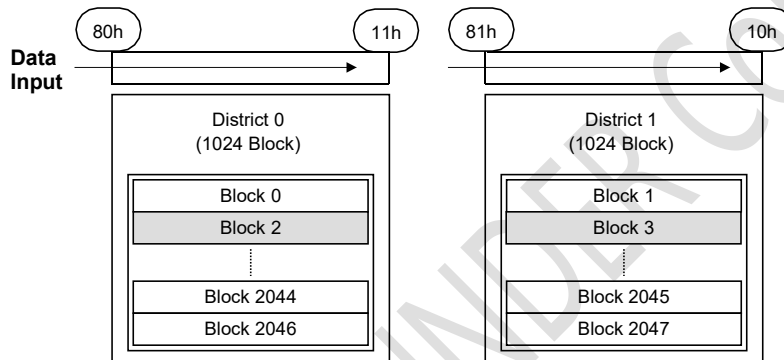 80h
11h
81h
10h
Data
Input
District 0
(1024 Block)
District 1
(1024 Block)
Block 0
Block 1
Block 2
Block 3
Block 2044
Block 2045
Block 2046
Block 2047